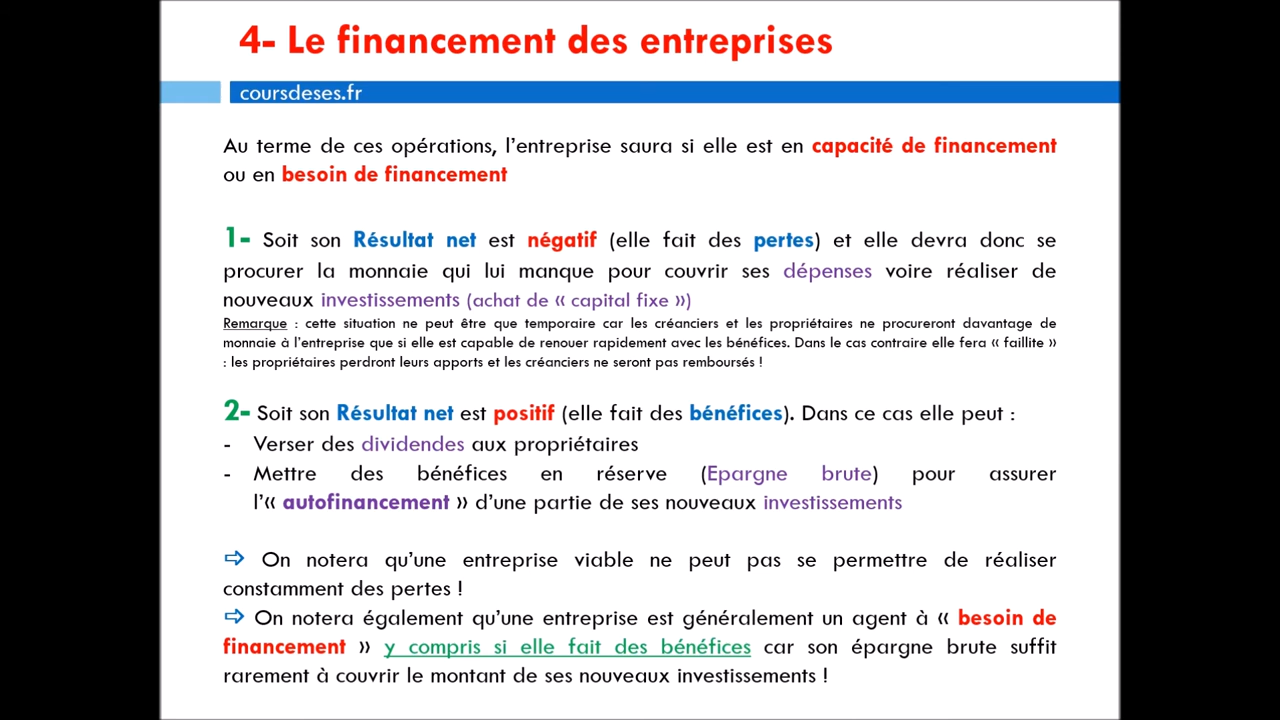 4- Le financement des entreprises
coursdeses.fr
Au terme de ces opérations, l'entreprise saura si elle est en capacité de financement
ou en besoin de financement
1- Soit son Résultat net est négatif (elle fait des pertes) et elle devra donc se
procurer la monnaie qui lui manque pour couvrir ses dépenses voire réaliser de
nouveaux investissements (achat de « capital fixe »)
Remarque : cette situation ne peut être que temporaire car les créanciers et les propriétaires ne procureront davantage de
monnaie à l'entreprise que si elle est capable de renouer rapidement avec les bénéfices. Dans le cas contraire elle fera « faillite »
: les propriétaires perdront leurs apports et les créanciers ne seront pas remboursés !
2- Soit son Résultat net est positif (elle fait des bénéfices). Dans ce cas elle peut :
- Verser des dividendes aux propriétaires
- Mettre des bénéfices en réserve (Epargne brute) pour assurer
l'« autofinancement » d'une partie de ses nouveaux investissements
⇨ On notera qu'une entreprise viable ne peut pas se permettre de réaliser
constamment des pertes !
⇨ On notera également qu'une entreprise est généralement un agent à « besoin de
financement » y compris si elle fait des bénéfices car son épargne brute suffit
rarement à couvrir le montant de ses nouveaux investissements !